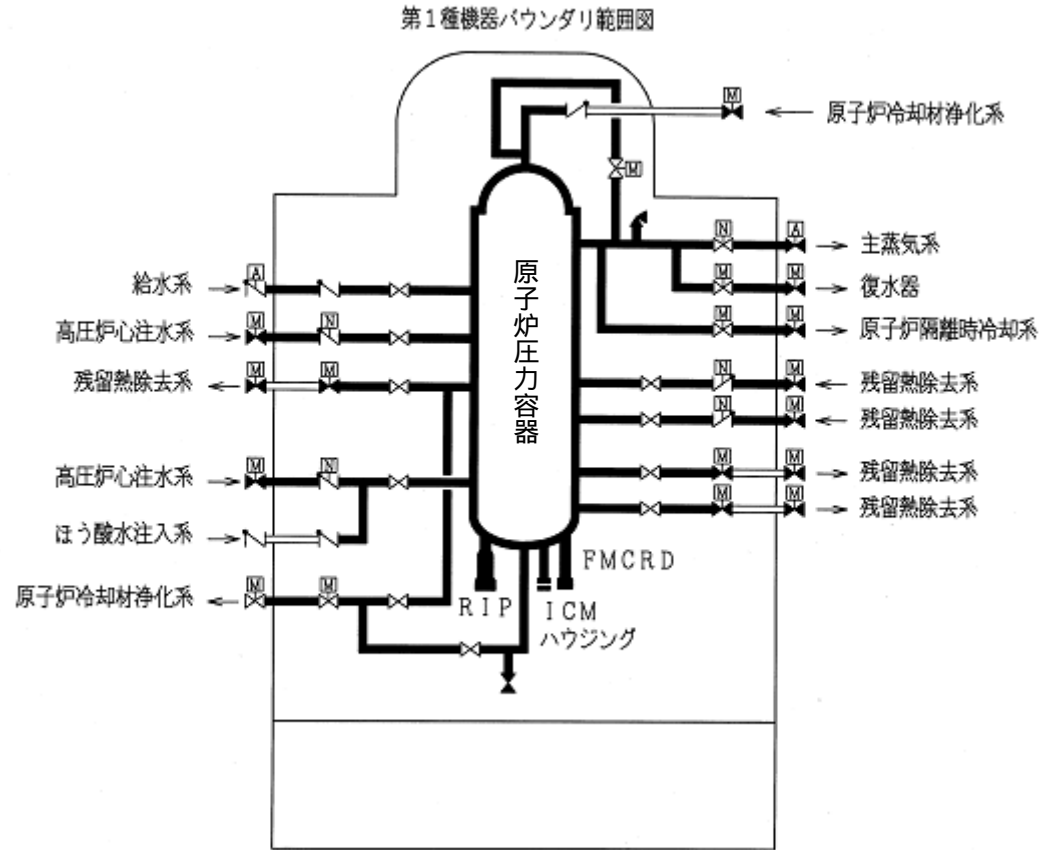 第1種機器バウンダリ範囲図
M
原子炉冷却材浄化系
M
N
A
主蒸気系
M
M
復水器
M
M
原子炉隔離時冷却系
N
M
残留熱除去系
N
M
残留熱除去系
M
M
残留熱除去系
M
M
残留熱除去系
給水系
A
高圧炉心注水系
M
N
残留熱除去系
M
M
高圧炉心注水系
M
N
ほう酸水注入系
原子炉冷却材浄化系
M
M
原子炉圧力容器
RIP
ICM
ハウジング
FMCRD